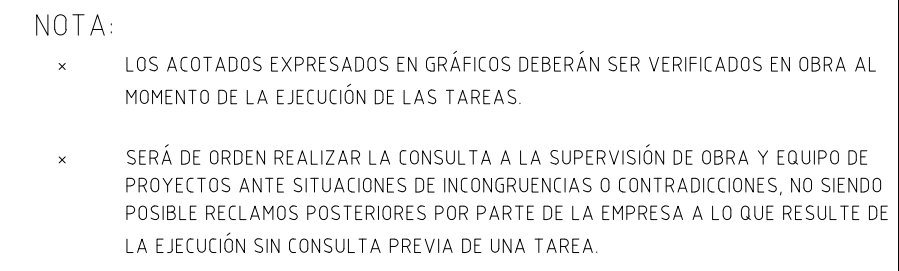 NOTA:
× LOS ACOTADOS EXPRESADOS EN GRÁFICOS DEBERÁN SER VERIFICADOS EN OBRA AL
MOMENTO DE LA EJECUCIÓN DE LAS TAREAS.
× SERÁ DE ORDEN REALIZAR LA CONSULTA A LA SUPERVISIÓN DE OBRA Y EQUIPO DE
PROYECTOS ANTE SITUACIONES DE INCONGRUENCIAS O CONTRADICCIONES, NO SIENDO
POSIBLE RECLAMOS POSTERIORES POR PARTE DE LA EMPRESA A LO QUE RESULTE DE
LA EJECUCIÓN SIN CONSULTA PREVIA DE UNA TAREA.